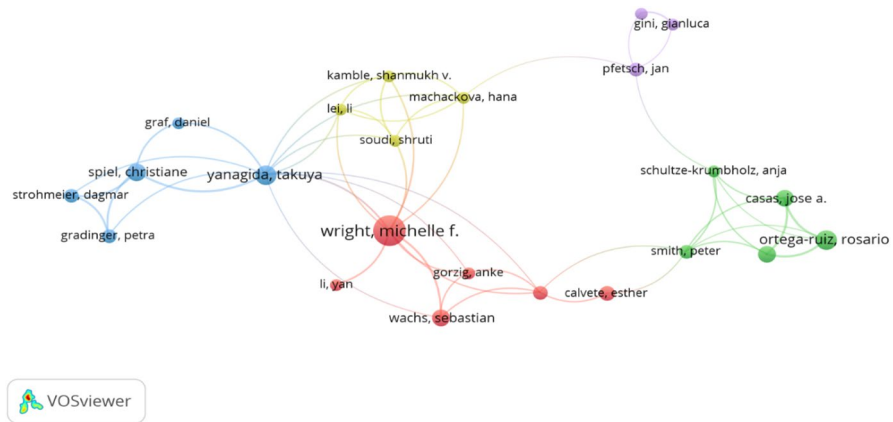 gini, gianluca
pfetsch, jan
kamble, shanmukh v.
machackova, hana
lei, li
graf, daniel
soudi, shruti
spiel, christiane
yanagida, takuya
schultze-krumbholz, anja
strohmeier, dagmar
casas, jose a.
gradinger, petra
wright, michelle f.
ortega-ruiz, rosario
smith, peter
gorzig, anke
li, yan
calvete, esther
wachs, sebastian
VOSviewer